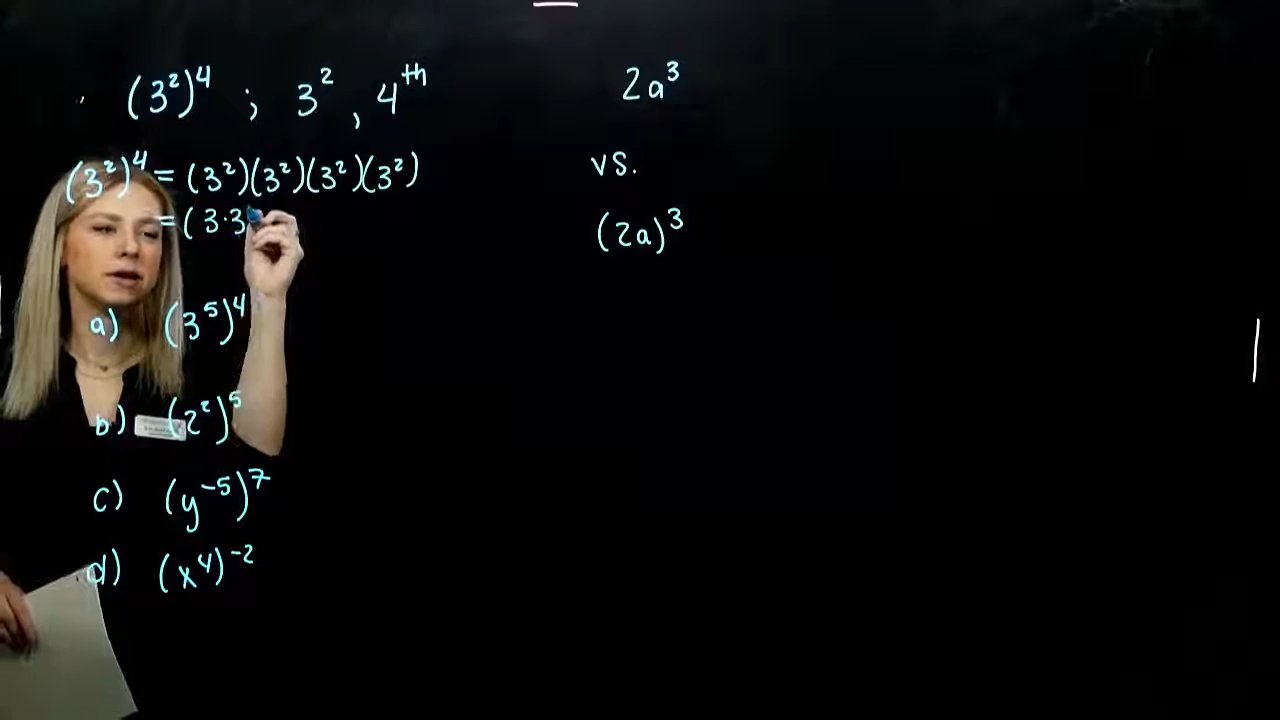 (3²)⁴ ; 3² , 4ᵗʰ
(3²)⁴ = (3²)(3²)(3²)(3²)
= ( 3·3
a) (3⁵)⁴
b) (2²)⁵
c) (y⁻⁵)⁷
d) (x⁴)⁻²
2a³
vs.
(2a)³